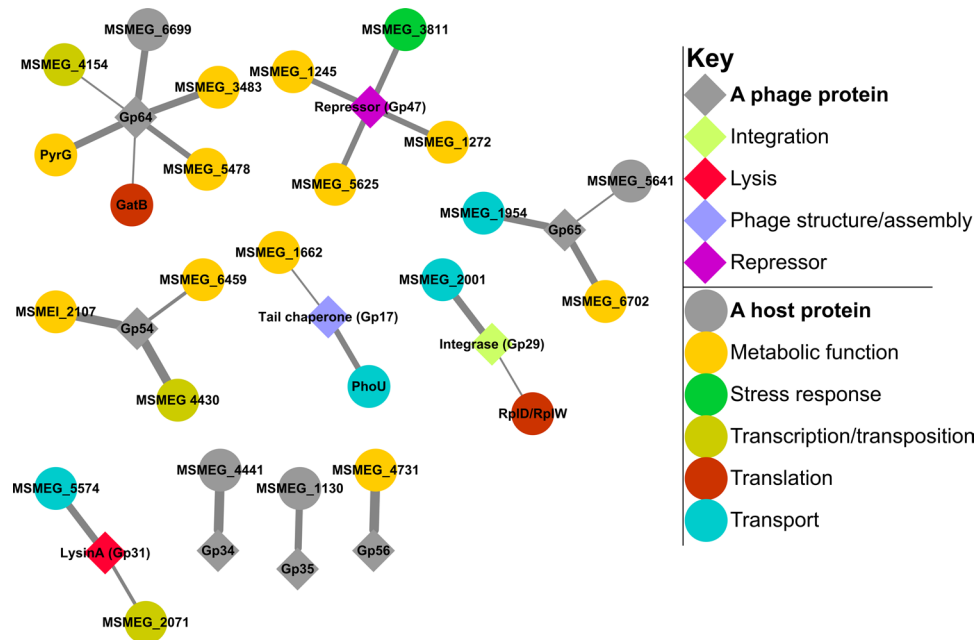 MSMEG_6699
MSMEG_4154
MSMEG_3483
Gp64
PyrG
MSMEG_5478
GatB
MSMEG_3811
MSMEG_1245
Repressor (Gp47)
MSMEG_1272
MSMEG_5625
MSMEG_5641
MSMEG_1954
Gp65
MSMEG_6702
MSMEG_6459
MSMEI_2107
Gp54
MSMEG 4430
MSMEG_1662
Tail chaperone (Gp17)
PhoU
MSMEG_2001
Integrase (Gp29)
RplD/RplW
MSMEG_5574
LysinA (Gp31)
MSMEG_2071
MSMEG_4441
Gp34
MSMEG_1130
Gp35
MSMEG_4731
Gp56
Key
A phage protein
Integration
Lysis
Phage structure/assembly
Repressor
A host protein
Metabolic function
Stress response
Transcription/transposition
Translation
Transport